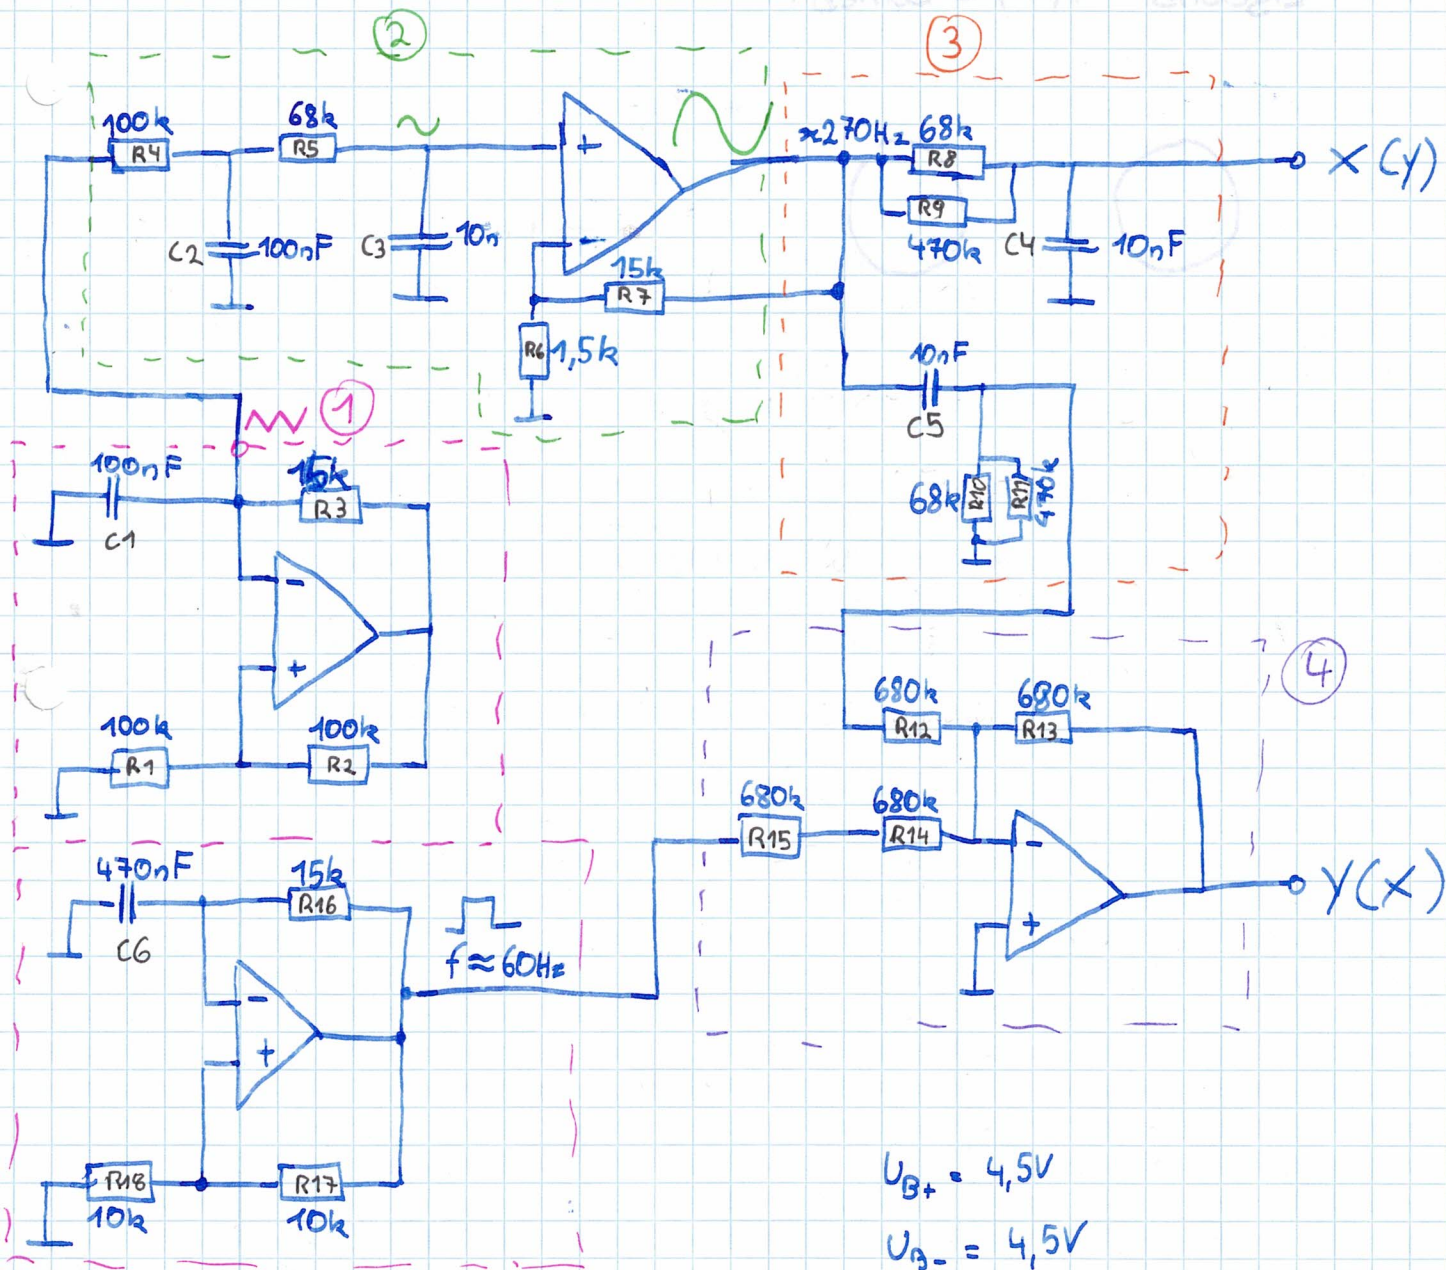 2
3
100k
R4
68k
R5
C2
100nF
C3
10n
+
-
15k
R7
R6
1,5k
≈270Hz
68k
R8
R9
470k
C4
10nF
X (Y)
10nF
C5
68k
R10
R11
470k
1
100nF
C1
R3
-
+
100k
R1
100k
R2
4
680k
R12
680k
R13
680k
R15
680k
R14
-
+
Y(X)
470nF
C6
15k
R16
f≈60Hz
-
+
R18
10k
R17
10k
UB+ = 4,5V
UB- = 4,5V